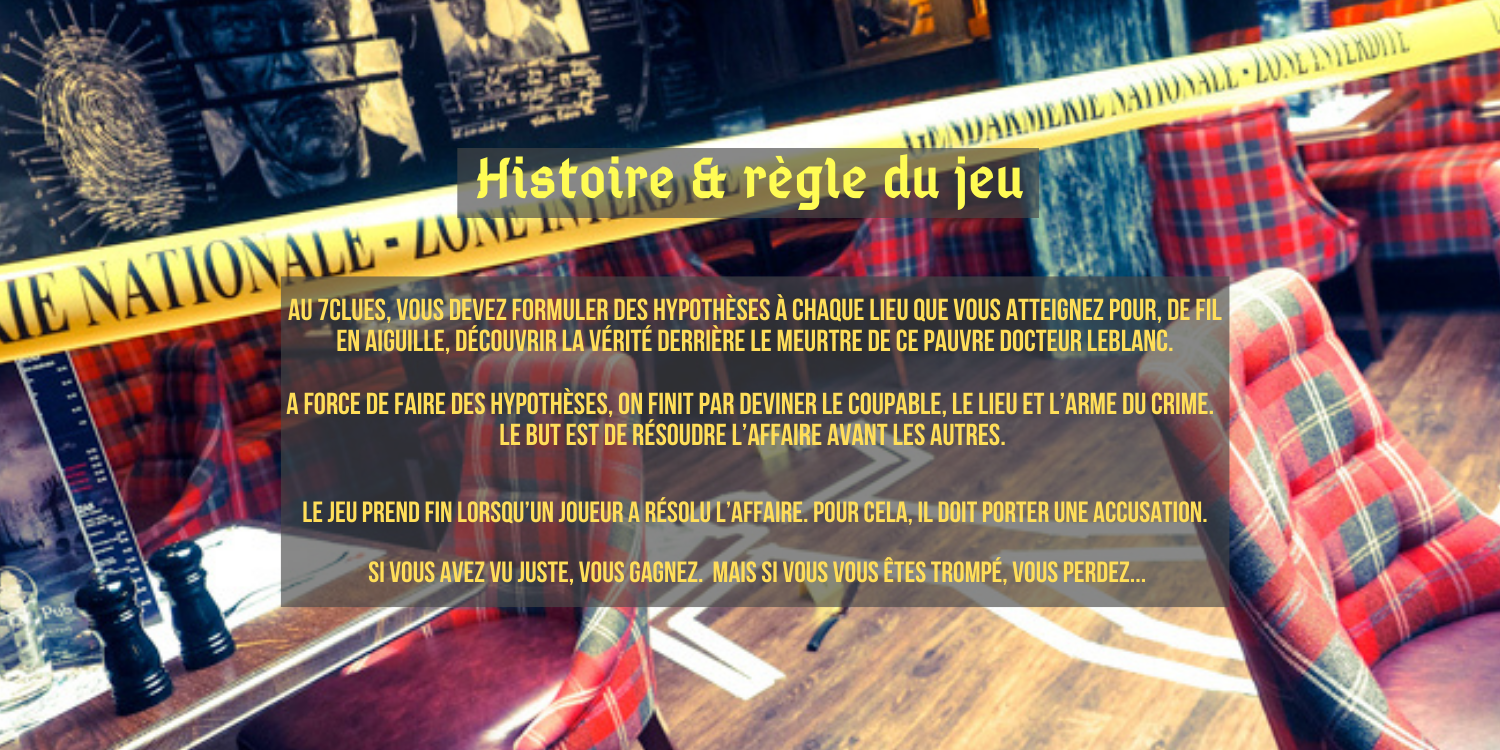 GENDARMERIE NATIONALE - ZONE INTERDITE
Histoire & règle du jeu
RIE NATIONALE - ZONE INTERDITE
AU 7CLUES, VOUS DEVEZ FORMULER DES HYPOTHÈSES À CHAQUE LIEU QUE VOUS ATTEIGNEZ POUR, DE FIL
EN AIGUILLE, DÉCOUVRIR LA VÉRITÉ DERRIÈRE LE MEURTRE DE CE PAUVRE DOCTEUR LEBLANC.
A FORCE DE FAIRE DES HYPOTHÈSES, ON FINIT PAR DEVINER LE COUPABLE, LE LIEU ET L'ARME DU CRIME.
LE BUT EST DE RÉSOUDRE L'AFFAIRE AVANT LES AUTRES.
LE JEU PREND FIN LORSQU'UN JOUEUR A RÉSOLU L'AFFAIRE. POUR CELA, IL DOIT PORTER UNE ACCUSATION.
SI VOUS AVEZ VU JUSTE, VOUS GAGNEZ.  MAIS SI VOUS VOUS ÊTES TROMPÉ, VOUS PERDEZ...
Pub